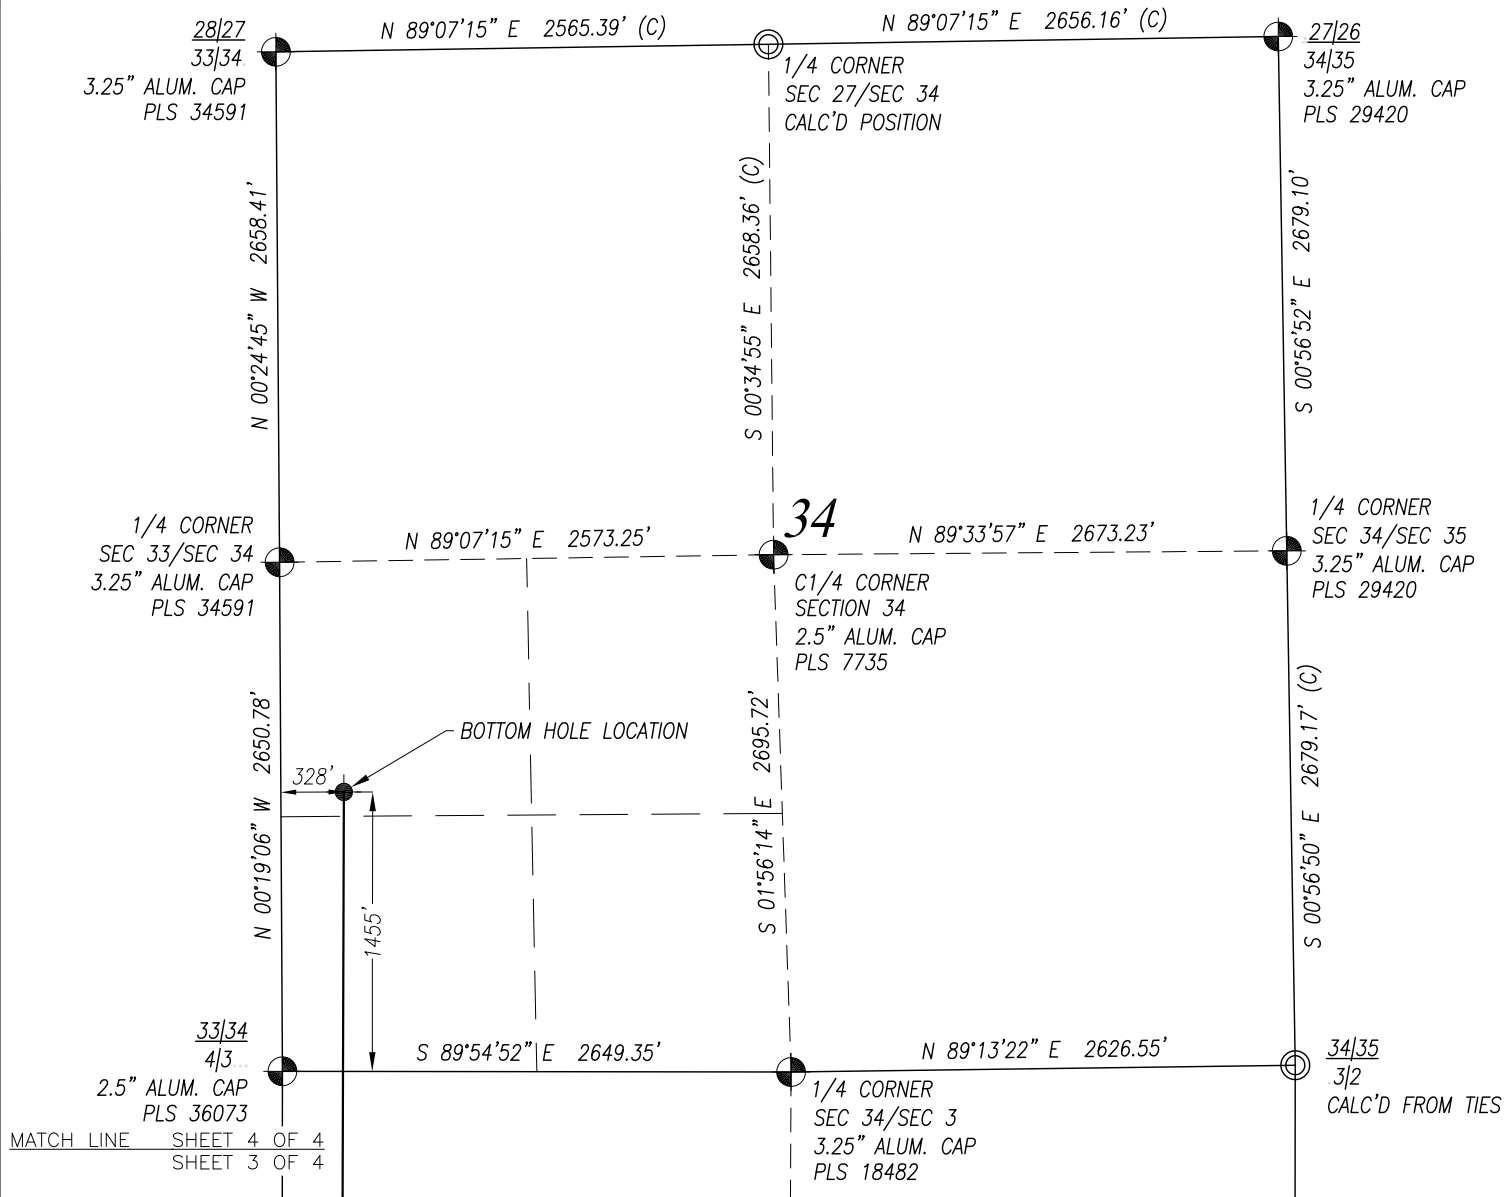 28|27
33|34
3.25" ALUM. CAP
PLS 34591
N 89°07'15" E 2565.39' (C)
N 89°07'15" E 2656.16' (C)
27|26
34|35
3.25" ALUM. CAP
PLS 29420
1/4 CORNER
SEC 27/SEC 34
CALC'D POSITION
N 00°24'45" W 2658.41'
S 00°34'55" E 2658.36' (C)
S 00°56'52" E 2679.10'
1/4 CORNER
SEC 33/SEC 34
3.25" ALUM. CAP
PLS 34591
N 89°07'15" E 2573.25'
34
N 89°33'57" E 2673.23'
1/4 CORNER
SEC 34/SEC 35
3.25" ALUM. CAP
PLS 29420
C1/4 CORNER
SECTION 34
2.5" ALUM. CAP
PLS 7735
N 00°19'06" W 2650.78'
BOTTOM HOLE LOCATION
328'
1455'
S 01°56'14" E 2695.72'
S 00°56'50" E 2679.17' (C)
33|34
4|3
2.5" ALUM. CAP
PLS 36073
S 89°54'52" E 2649.35'
N 89°13'22" E 2626.55'
34|35
3|2
CALC'D FROM TIES
1/4 CORNER
SEC 34/SEC 3
3.25" ALUM. CAP
PLS 18482
MATCH LINE SHEET 4 OF 4
SHEET 3 OF 4